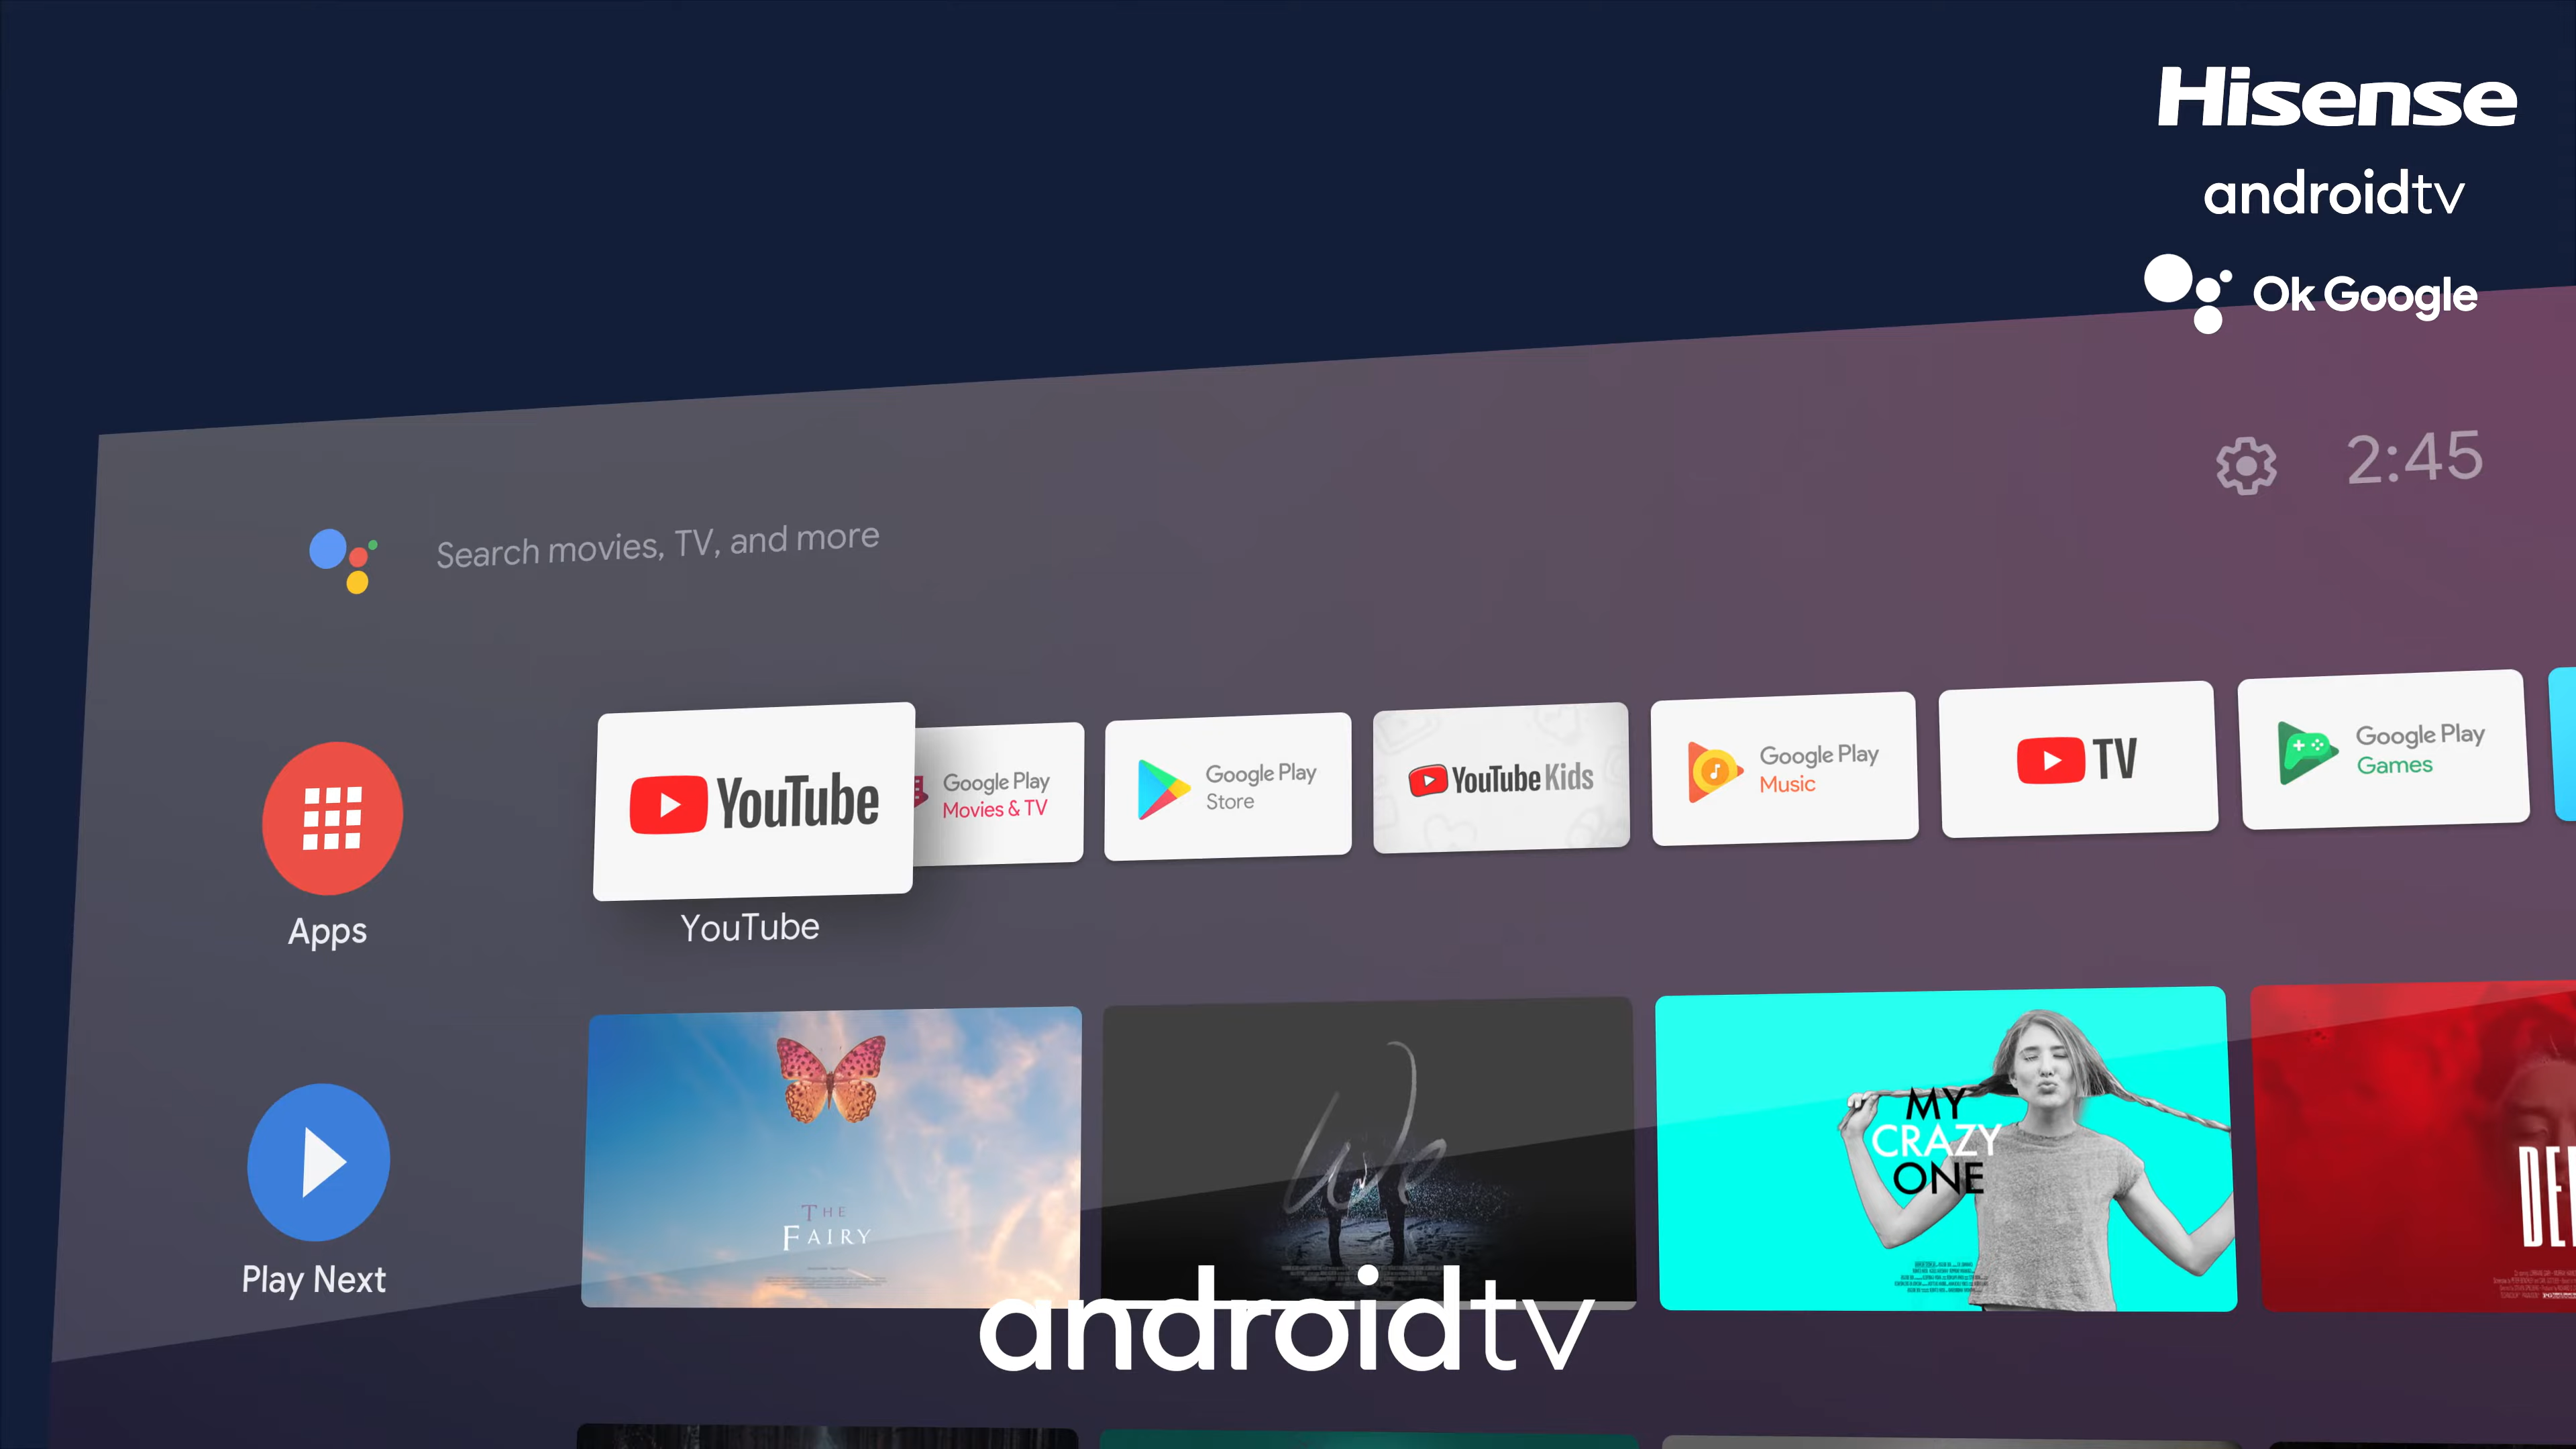 Hisense
androidtv
Ok Google
2:45
Search movies, TV, and more
YouTube
Google Play
Movies & TV
Google Play
Store
YouTube Kids
Google Play
Music
TV
Google Play
Games
Apps
YouTube
THE
FAIRY
We
MY
CRAZY
ONE
Play Next
androidtv